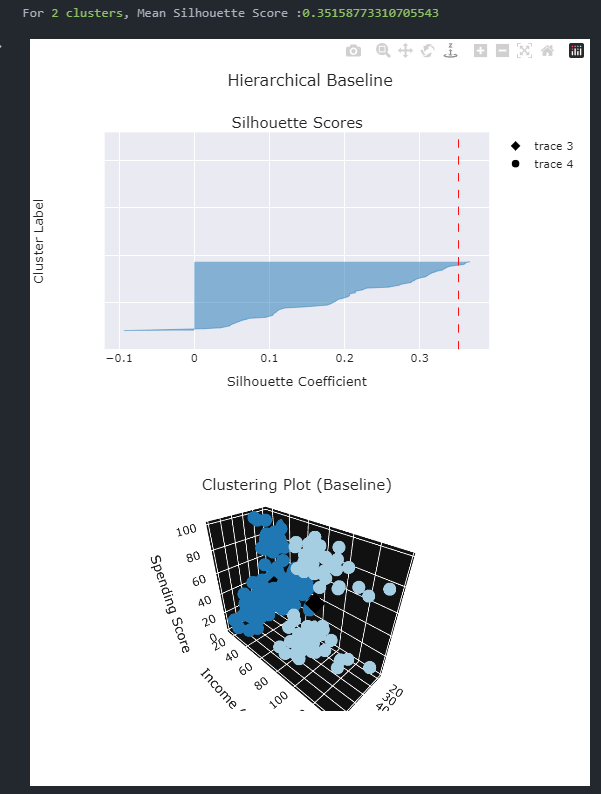 For 2 clusters, Mean Silhouette Score :0.35158773310705543
Hierarchical Baseline
Silhouette Scores
trace 3
trace 4
Cluster Label
−0.1 0 0.1 0.2 0.3
Silhouette Coefficient
Clustering Plot (Baseline)
100
80
60
40
20
0
Spending Score
20
40
60
80
100
Income
20